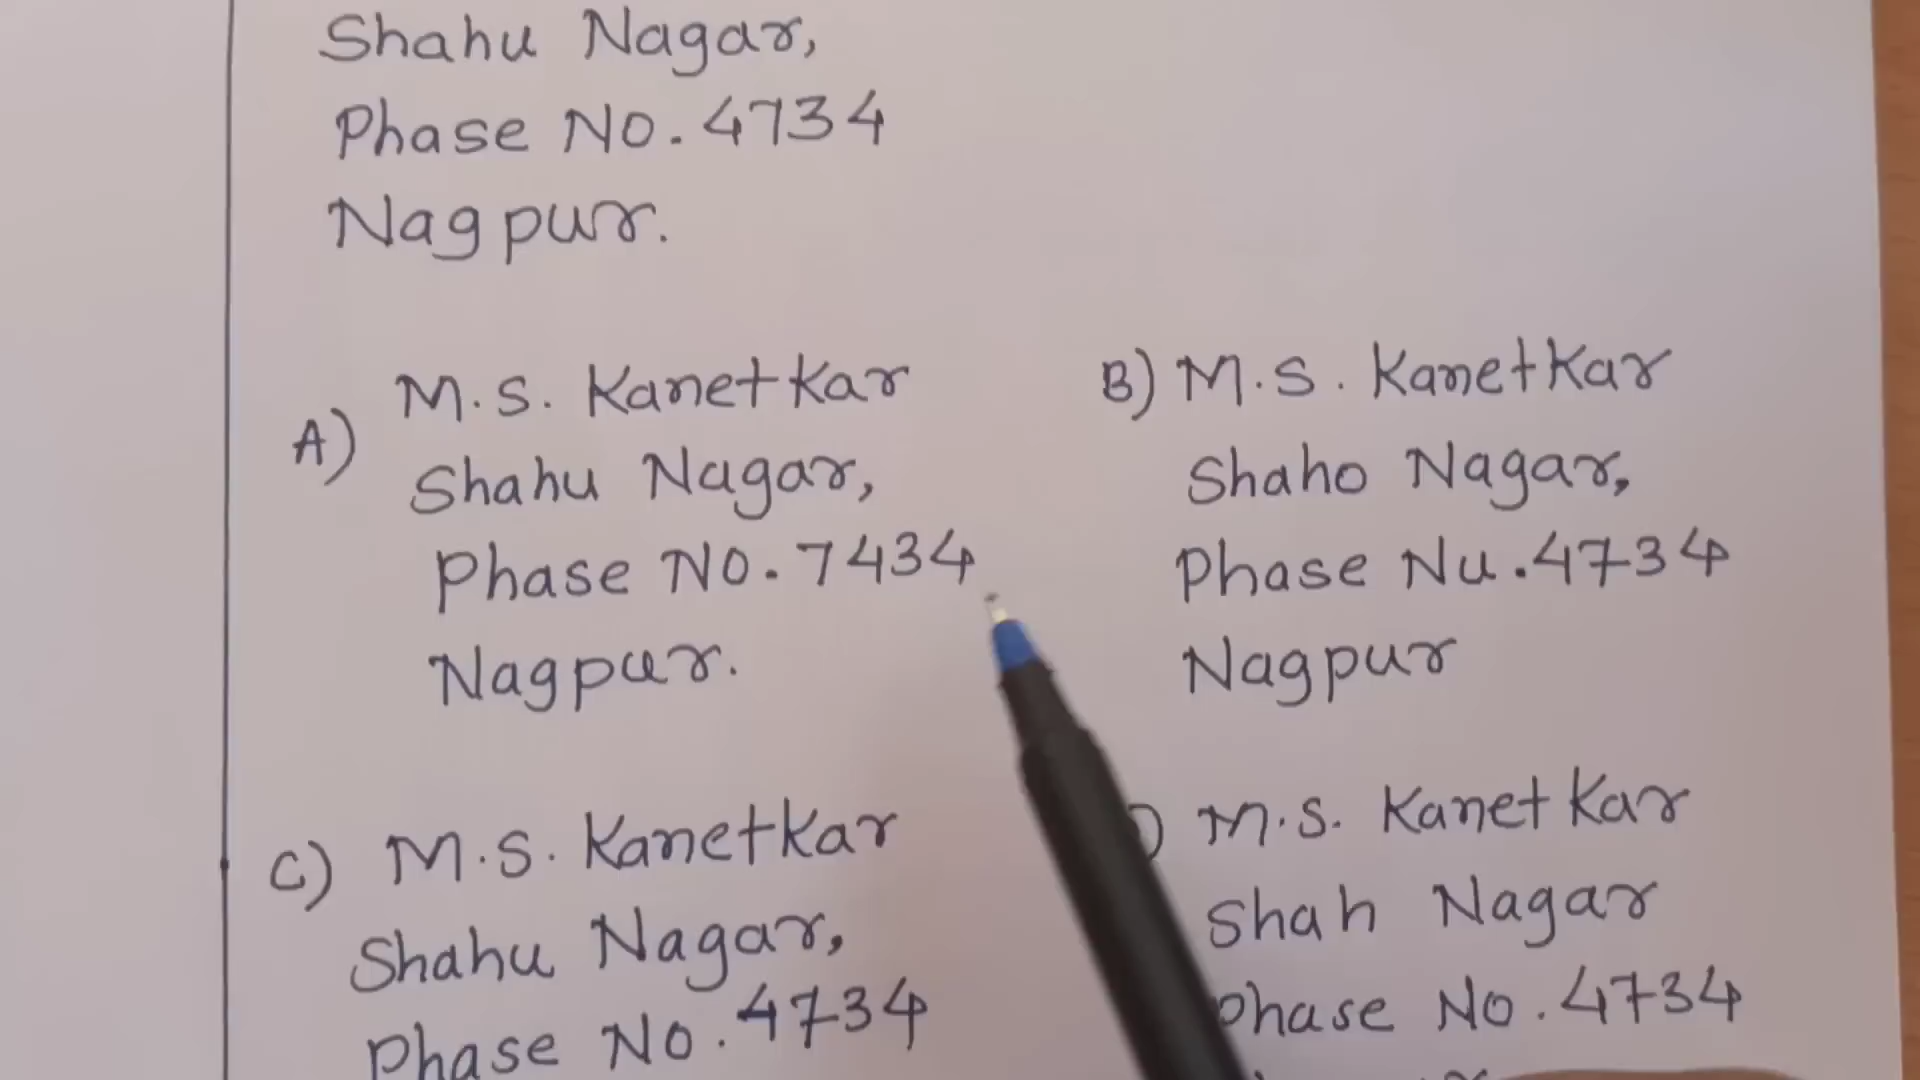 Shahu Nagar,
Phase No. 4734
Nagpur.
A) M.S. Kanetkar
Shahu Nagar,
Phase No. 7434
Nagpur.
B) M.S. Kanetkar
Shaho Nagar,
Phase Nu. 4734
Nagpur
C) M.S. Kanetkar
Shahu Nagar,
Phase No. 4734
) M.S. Kanetkar
Shah Nagar
Phase No. 4734